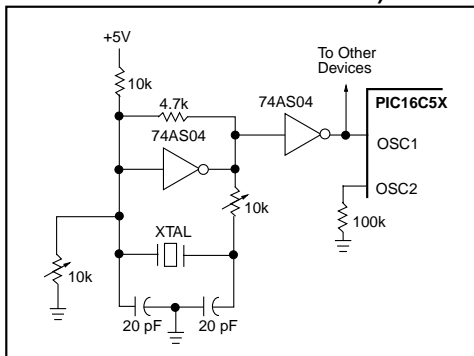 +5V
10k
4.7k
74AS04
74AS04
To Other
Devices
PIC16C5X
OSC1
OSC2
10k
100k
XTAL
10k
20 pF
20 pF